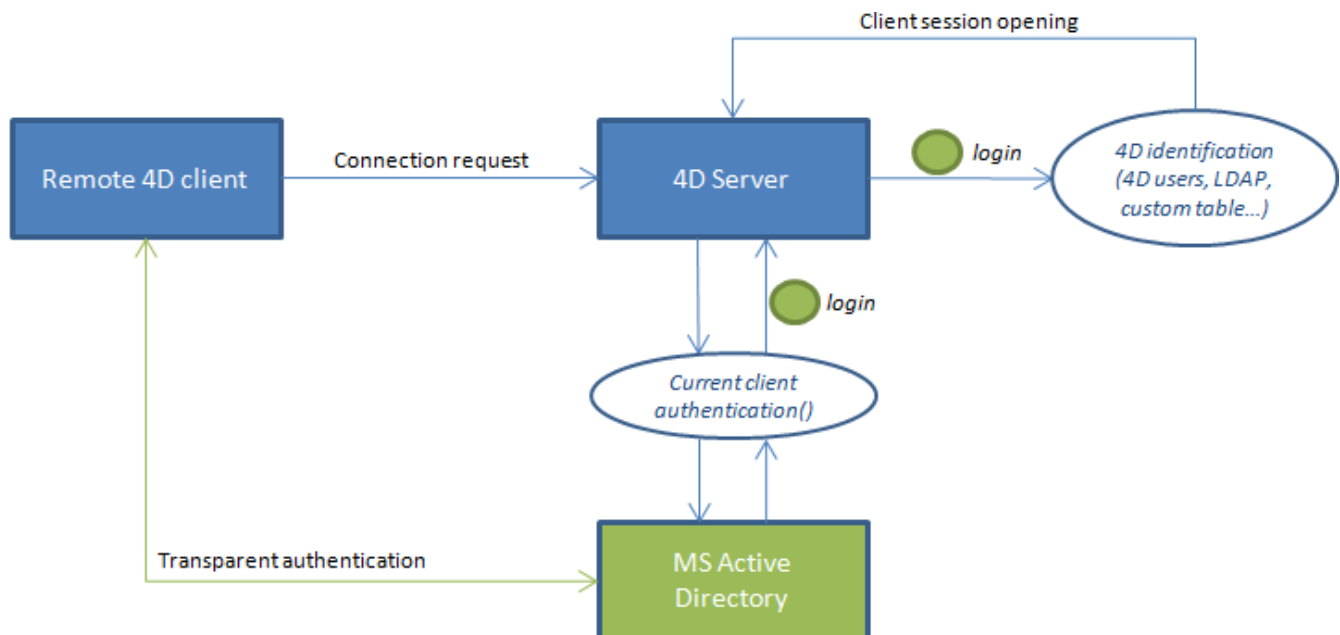 Client session opening
Remote 4D client
Connection request
4D Server
login
4D identification
(4D users, LDAP,
custom table...)
login
Current client
authentication()
Transparent authentication
MS Active
Directory